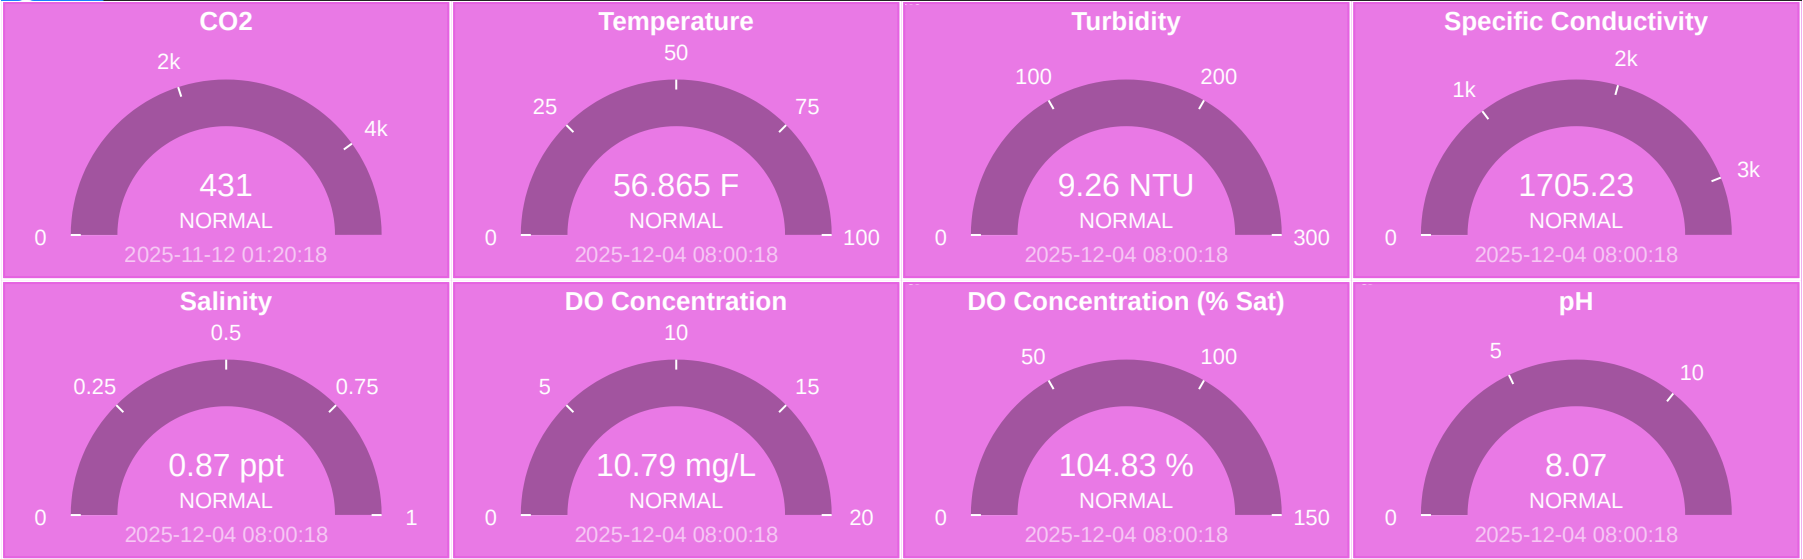 CO2
2k
4k
0
431
NORMAL
2025-11-12 01:20:18
Temperature
50
25
75
0
100
56.865 F
NORMAL
2025-12-04 08:00:18
Turbidity
100
200
0
300
9.26 NTU
NORMAL
2025-12-04 08:00:18
Specific Conductivity
2k
1k
3k
0
1705.23
NORMAL
2025-12-04 08:00:18
Salinity
0.5
0.25
0.75
0
1
0.87 ppt
NORMAL
2025-12-04 08:00:18
DO Concentration
10
5
15
0
20
10.79 mg/L
NORMAL
2025-12-04 08:00:18
DO Concentration (% Sat)
50
100
0
150
104.83 %
NORMAL
2025-12-04 08:00:18
pH
5
10
0
8.07
NORMAL
2025-12-04 08:00:18